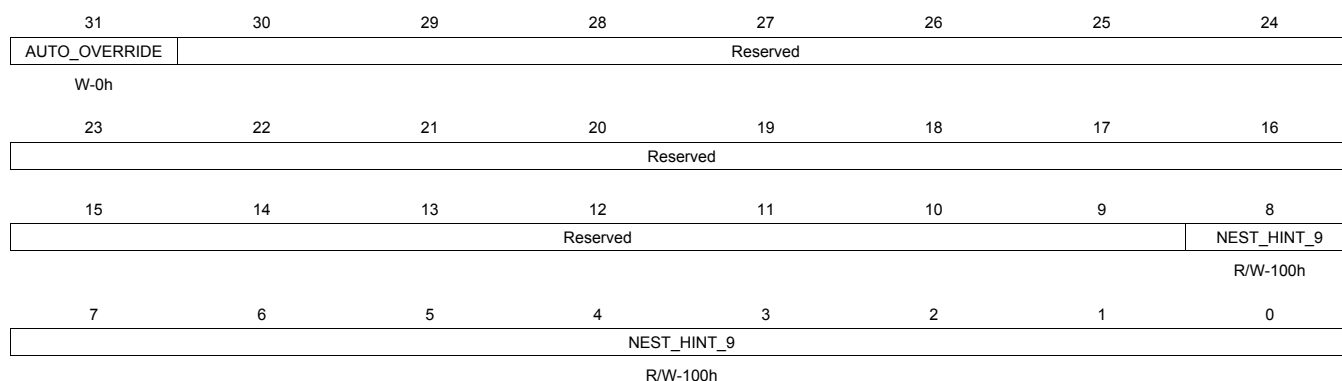 31 30 29 28 27 26 25 24
AUTO_OVERRIDE Reserved
W-0h
23 22 21 20 19 18 17 16
Reserved
15 14 13 12 11 10 9 8
Reserved NEST_HINT_9
R/W-100h
7 6 5 4 3 2 1 0
NEST_HINT_9
R/W-100h